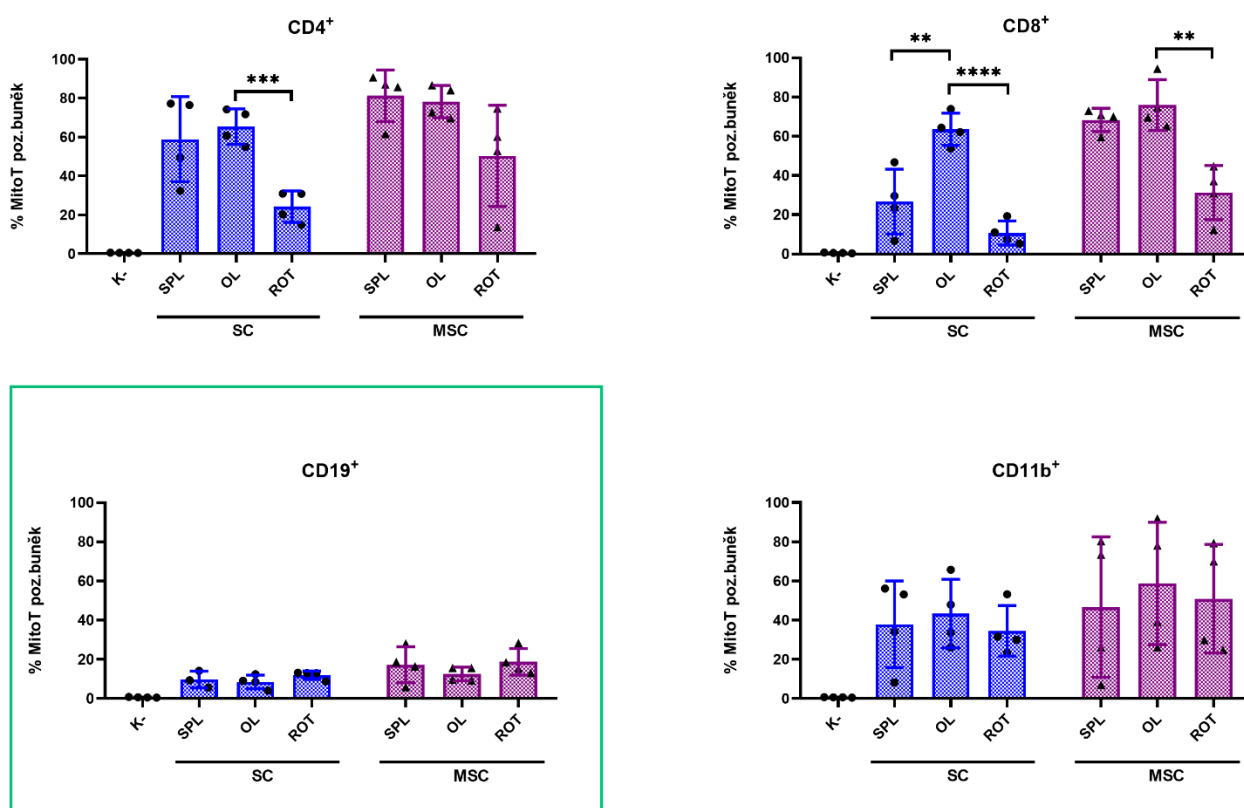 CD4+
% MitoT poz.buněk
100
80
60
40
20
0
***
K-
SPL
OL
ROT
SPL
OL
ROT
SC
MSC
CD8+
% MitoT poz.buněk
100
80
60
40
20
0
**
****
**
K-
SPL
OL
ROT
SPL
OL
ROT
SC
MSC
CD19+
% MitoT poz.buněk
100
80
60
40
20
0
K-
SPL
OL
ROT
SPL
OL
ROT
SC
MSC
CD11b+
% MitoT poz.buněk
100
80
60
40
20
0
K-
SPL
OL
ROT
SPL
OL
ROT
SC
MSC